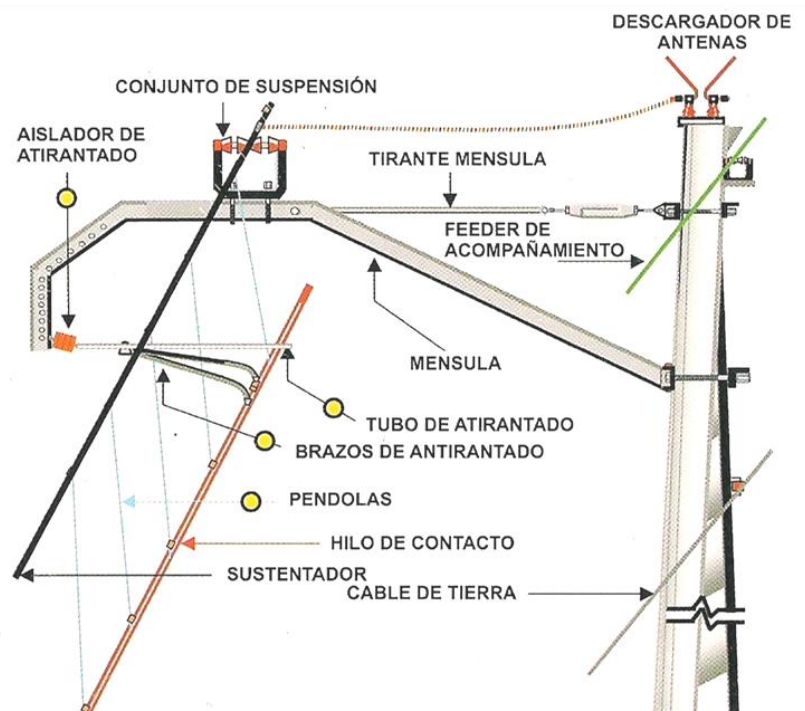 DESCARGADOR DE
ANTENAS
CONJUNTO DE SUSPENSIÓN
AISLADOR DE
ATIRANTADO
TIRANTE MENSULA
FEEDER DE
ACOMPAÑAMIENTO
MENSULA
TUBO DE ATIRANTADO
BRAZOS DE ANTIRANTADO
PENDOLAS
HILO DE CONTACTO
SUSTENTADOR
CABLE DE TIERRA